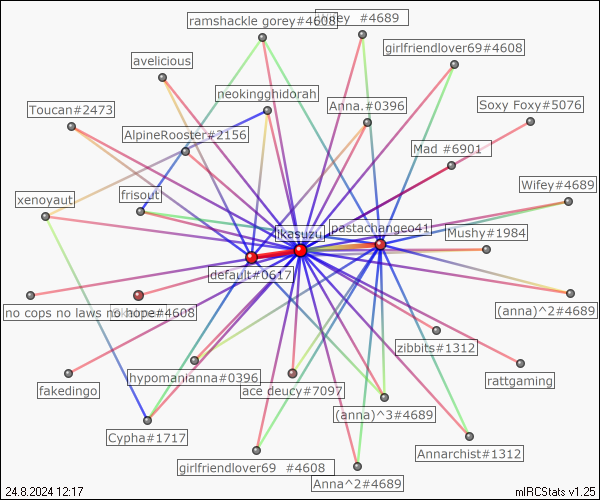 ramshackle gorey#4608
#4689
girlfriendlover69#4608
avelicious
neokingghidorah
Toucan#2473
Anna.#0396
Soxy Foxy#5076
AlpineRooster#2156
Mad #6901
xenoyaut
frisout
Wifey#4689
ikasuzu
pastachangeo41
Mushy#1984
default#0617
no cops no laws no
#4608
(anna)^2#4689
zibbits#1312
hypomanianna#0396
fakedingo
ace deucy#7097
rattgaming
(anna)^3#4689
Cypha#1717
Annarchist#1312
girlfriendlover69 #4608
Anna^2#4689
24.8.2024 12:17
mIRCStats v1.25